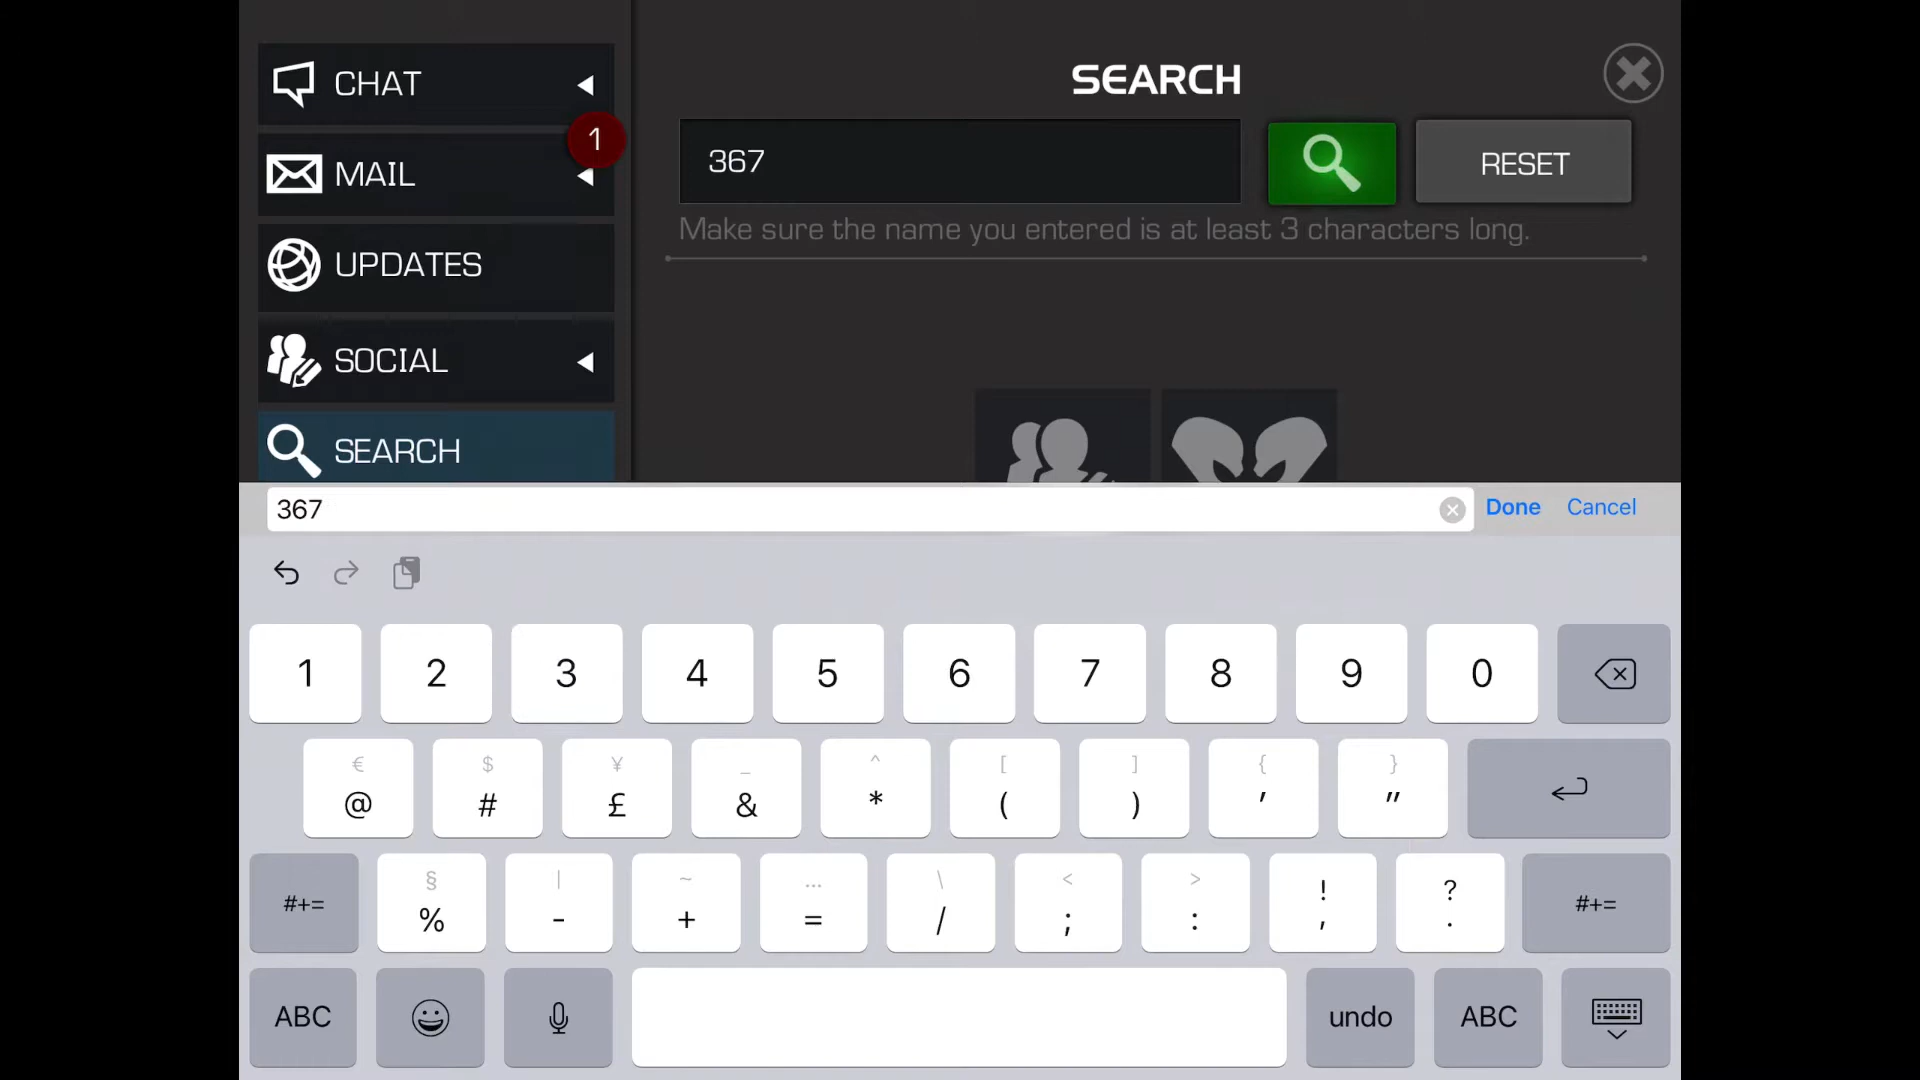 CHAT
1
MAIL
UPDATES
SOCIAL
SEARCH
SEARCH
367
RESET
Make sure the name you entered is at least 3 characters long.
367
Done
Cancel
1 2 3 4 5 6 7 8 9 0
€ $ ¥ _ ^ [ ] { }
@ # £ & * ( ) ' "
§ | ~ … \ < > ! ?
#+= % - + = / ; : , . #+=
ABC undo ABC